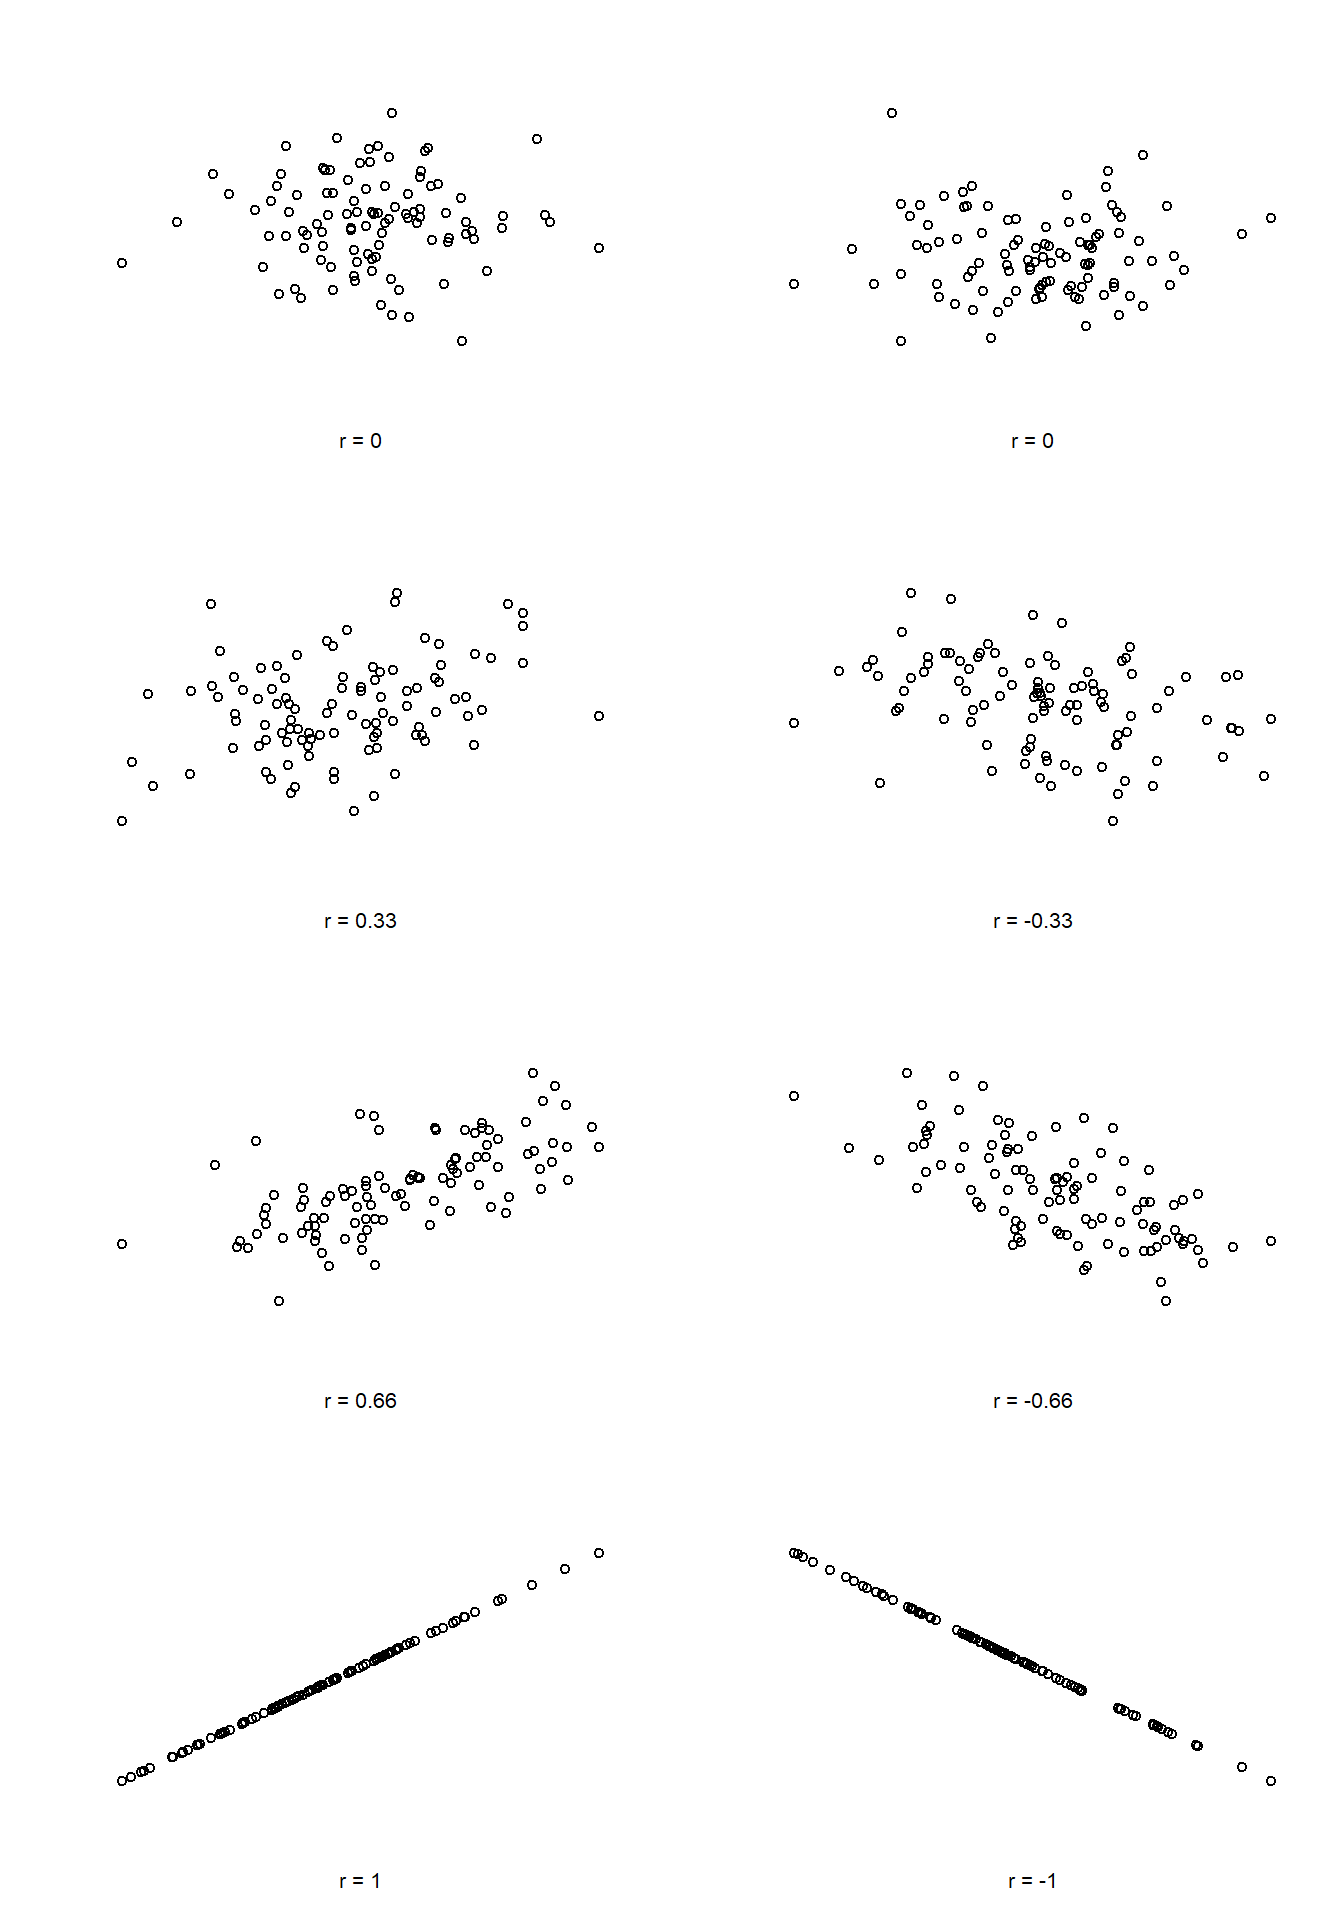 r = 0
r = 0
r = 0.33
r = -0.33
r = 0.66
r = -0.66
r = 1
r = -1